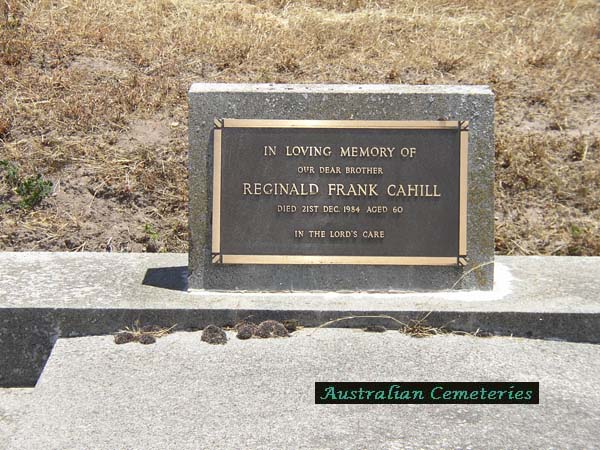 IN LOVING MEMORY OF
OUR DEAR BROTHER
REGINALD FRANK CAHILL
DIED 21ST DEC. 1984 AGED 60
IN THE LORD'S CARE
Australian Cemeteries